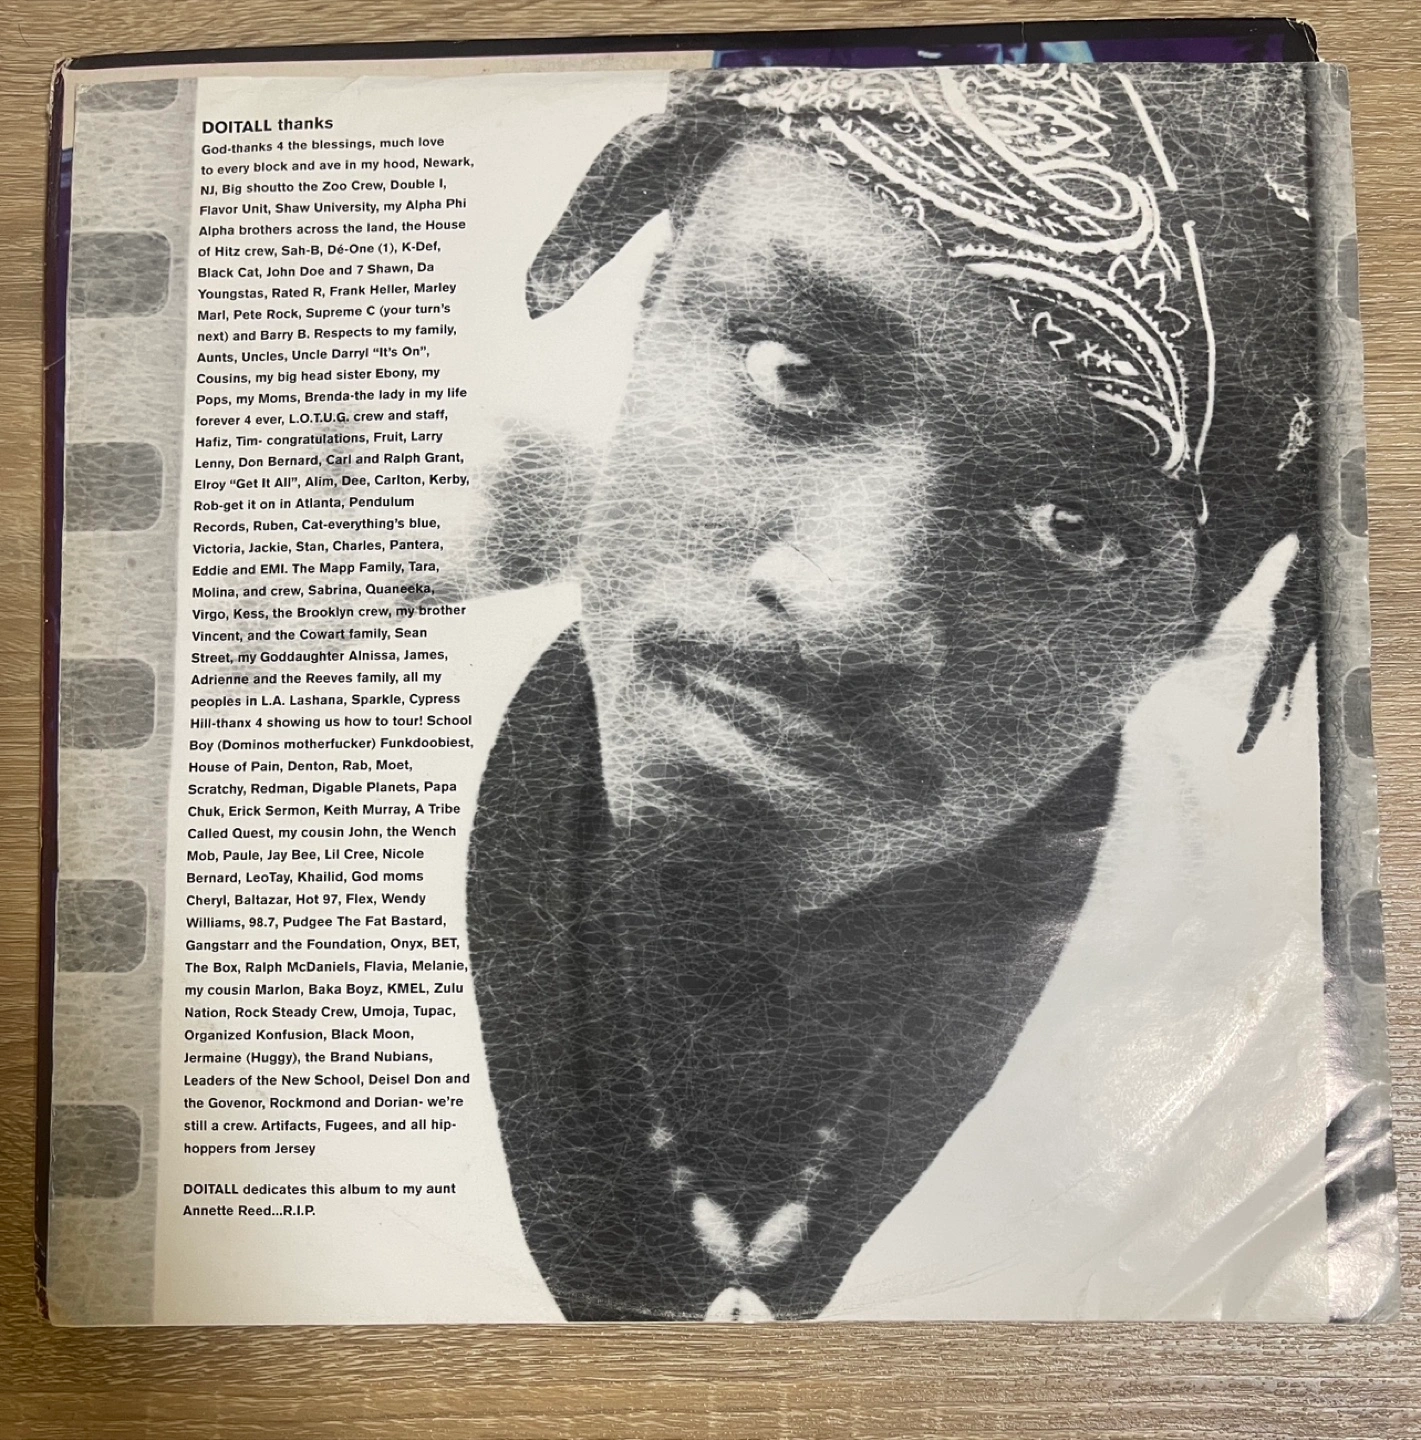 DOITALL thanks
God-thanks 4 the blessings, much love
to every block and ave in my hood, Newark,
NJ, Big shoutto the Zoo Crew, Double I,
Flavor Unit, Shaw University, my Alpha Phi
Alpha brothers across the land, the House
of Hitz crew, Sah-B, Dé-One (1), K-Def,
Black Cat, John Doe and 7 Shawn, Da
Youngstas, Rated R, Frank Heller, Marley
Marl, Pete Rock, Supreme C (your turn's
next) and Barry B. Respects to my family,
Aunts, Uncles, Uncle Darryl “It's On”,
Cousins, my big head sister Ebony, my
Pops, my Moms, Brenda-the lady in my life
forever 4 ever, L.O.T.U.G. crew and staff,
Hafiz, Tim- congratulations, Fruit, Larry
Lenny, Don Bernard, Carl and Ralph Grant,
Elroy “Get It All”, Alim, Dee, Carlton, Kerby,
Rob-get it on in Atlanta, Pendulum
Records, Ruben, Cat-everything's blue,
Victoria, Jackie, Stan, Charles, Pantera,
Eddie and EMI. The Mapp Family, Tara,
Molina, and crew, Sabrina, Quaneeka,
Virgo, Kess, the Brooklyn crew, my brother
Vincent, and the Cowart family, Sean
Street, my Goddaughter Alnissa, James,
Adrienne and the Reeves family, all my
peoples in L.A. Lashana, Sparkle, Cypress
Hill-thanx 4 showing us how to tour! School
Boy (Dominos motherfucker) Funkdoobiest,
House of Pain, Denton, Rab, Moet,
Scratchy, Redman, Digable Planets, Papa
Chuk, Erick Sermon, Keith Murray, A Tribe
Called Quest, my cousin John, the Wench
Mob, Paule, Jay Bee, Lil Cree, Nicole
Bernard, LeoTay, Khailid, God moms
Cheryl, Baltazar, Hot 97, Flex, Wendy
Williams, 98.7, Pudgee The Fat Bastard,
Gangstarr and the Foundation, Onyx, BET,
The Box, Ralph McDaniels, Flavia, Melanie,
my cousin Marlon, Baka Boyz, KMEL, Zulu
Nation, Rock Steady Crew, Umoja, Tupac,
Organized Konfusion, Black Moon,
Jermaine (Huggy), the Brand Nubians,
Leaders of the New School, Deisel Don and
the Govenor, Rockmond and Dorian- we're
still a crew. Artifacts, Fugees, and all hip-
hoppers from Jersey
DOITALL dedicates this album to my aunt
Annette Reed...R.I.P.